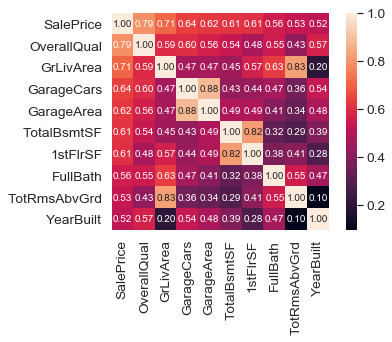 SalePrice 1.00 0.79 0.71 0.64 0.62 0.61 0.61 0.56 0.53 0.52
OverallQual 0.79 1.00 0.59 0.60 0.56 0.54 0.48 0.55 0.43 0.57
GrLivArea 0.71 0.59 1.00 0.47 0.47 0.45 0.57 0.63 0.83 0.20
GarageCars 0.64 0.60 0.47 1.00 0.88 0.43 0.44 0.47 0.36 0.54
GarageArea 0.62 0.56 0.47 0.88 1.00 0.49 0.49 0.41 0.34 0.48
TotalBsmtSF 0.61 0.54 0.45 0.43 0.49 1.00 0.82 0.32 0.29 0.39
1stFlrSF 0.61 0.48 0.57 0.44 0.49 0.82 1.00 0.38 0.41 0.28
FullBath 0.56 0.55 0.63 0.47 0.41 0.32 0.38 1.00 0.55 0.47
TotRmsAbvGrd 0.53 0.43 0.83 0.36 0.34 0.29 0.41 0.55 1.00 0.10
YearBuilt 0.52 0.57 0.20 0.54 0.48 0.39 0.28 0.47 0.10 1.00
SalePrice
OverallQual
GrLivArea
GarageCars
GarageArea
TotalBsmtSF
1stFlrSF
FullBath
TotRmsAbvGrd
YearBuilt
1.0
0.8
0.6
0.4
0.2